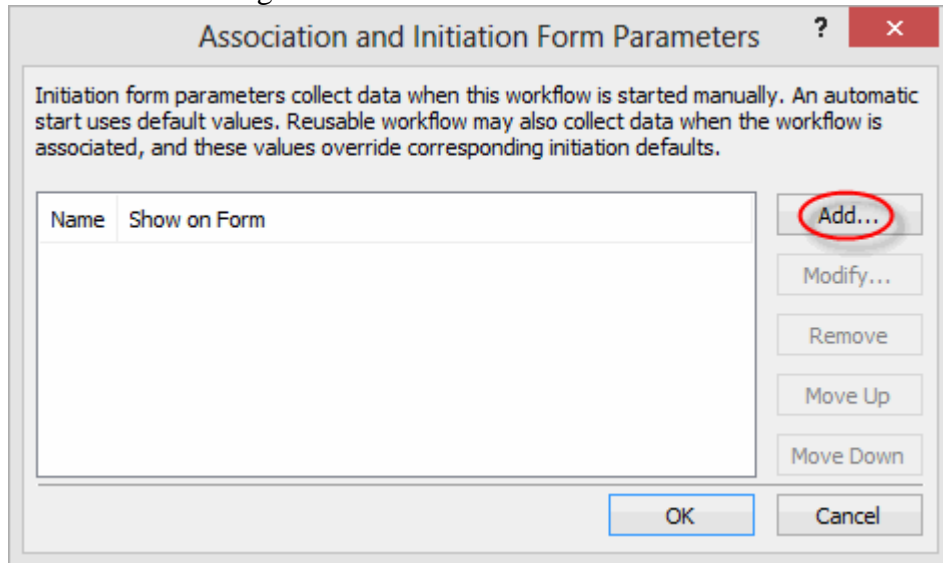 Association and Initiation Form Parameters ? ×
Initiation form parameters collect data when this workflow is started manually. An automatic
start uses default values. Reusable workflow may also collect data when the workflow is
associated, and these values override corresponding initiation defaults.
Name Show on Form
Add...
Modify...
Remove
Move Up
Move Down
OK Cancel